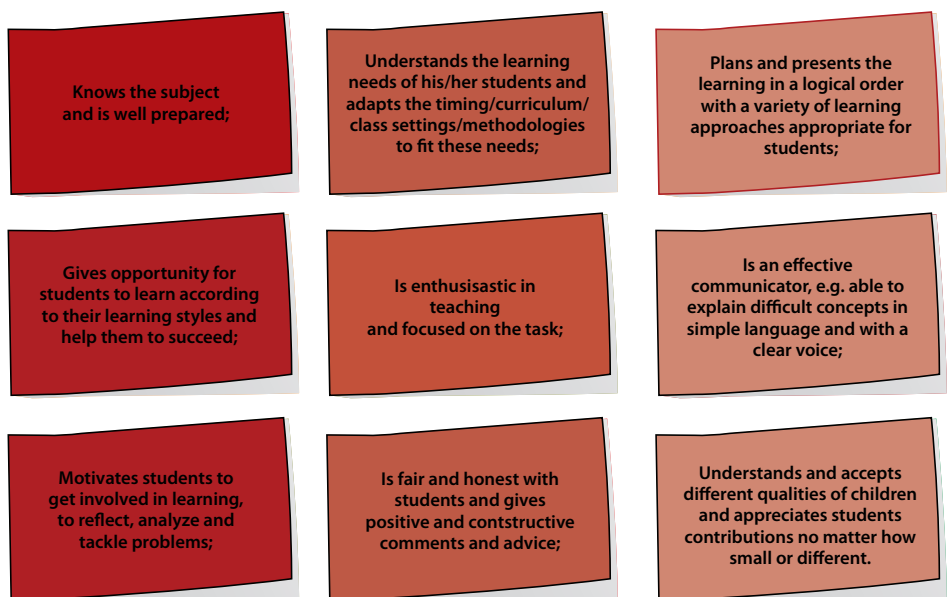 Knows the subject
and is well prepared;
Understands the learning
needs of his/her students and
adapts the timing/curriculum/
class settings/methodologies
to fit these needs;
Plans and presents the
learning in a logical order
with a variety of learning
approaches appropriate for
students;
Gives opportunity for
students to learn according
to their learning styles and
help them to succeed;
Is enthusisastic in
teaching
and focused on the task;
Is an effective
communicator, e.g. able to
explain difficult concepts in
simple language and with a
clear voice;
Motivates students to
get involved in learning,
to reflect, analyze and
tackle problems;
Is fair and honest with
students and gives
positive and contstructive
comments and advice;
Understands and accepts
different qualities of children
and appreciates students
contributions no matter how
small or different.